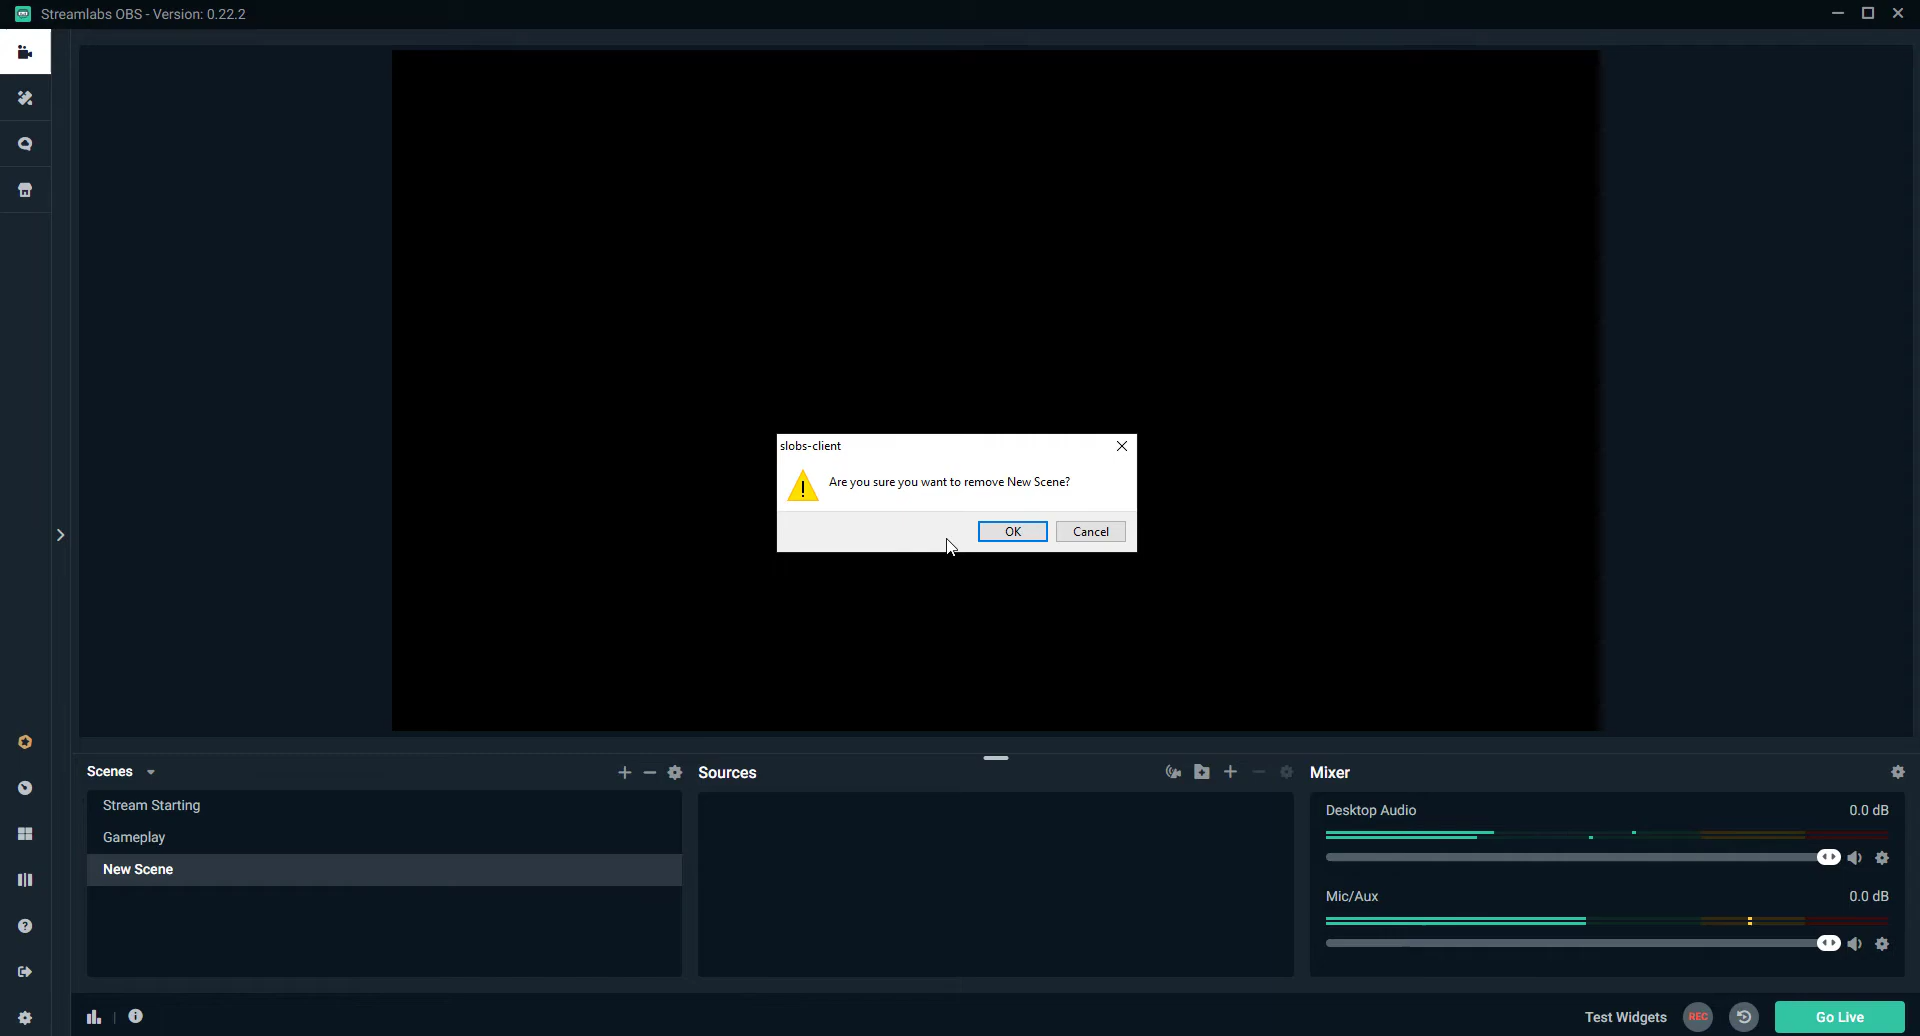 Streamlabs OBS - Version: 0.22.2
slobs-client
Are you sure you want to remove New Scene?
OK
Cancel
Scenes
Sources
Mixer
Stream Starting
Gameplay
New Scene
Desktop Audio
0.0 dB
Mic/Aux
0.0 dB
Test Widgets
REC
Go Live